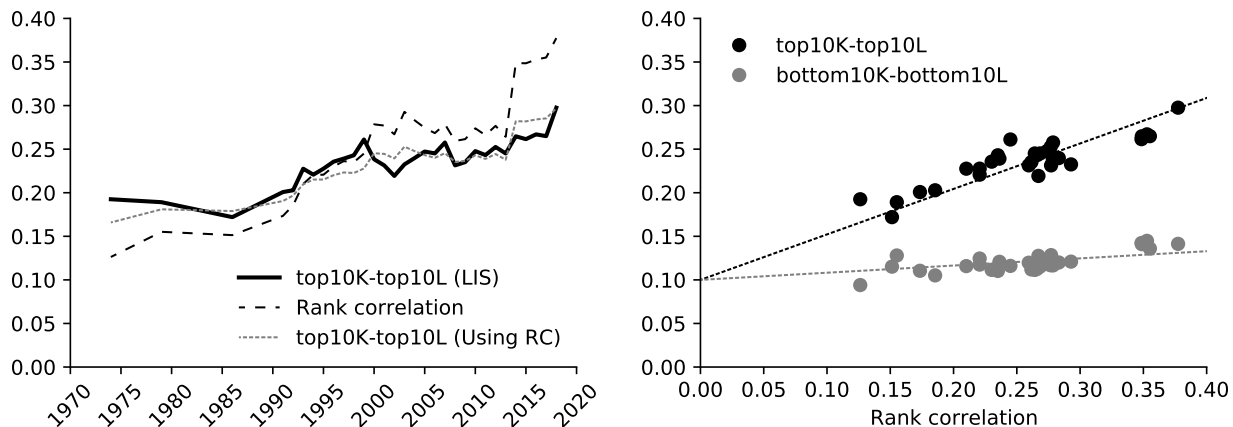 0.40
0.35
0.30
0.25
0.20
0.15
0.10
0.05
0.00
top10K-top10L (LIS)
Rank correlation
top10K-top10L (Using RC)
1970 1975 1980 1985 1990 1995 2000 2005 2010 2015 2020
0.40
0.35
0.30
0.25
0.20
0.15
0.10
0.05
0.00
top10K-top10L
bottom10K-bottom10L
0.00 0.05 0.10 0.15 0.20 0.25 0.30 0.35 0.40
Rank correlation